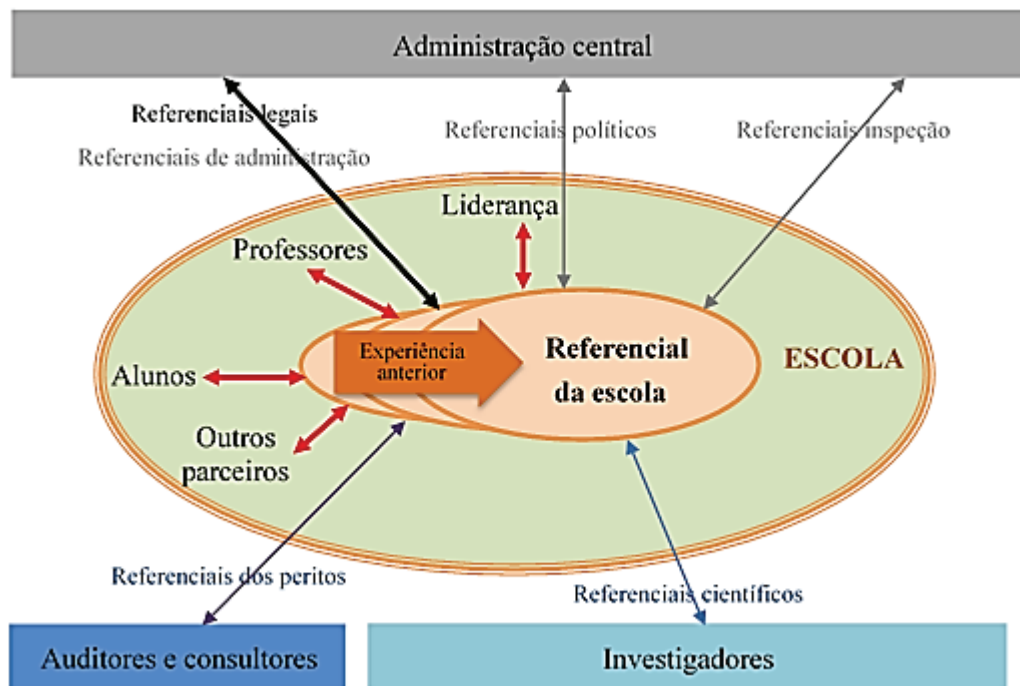 Administração central
Referenciais legais
Referenciais de administração
Referenciais políticos
Referenciais inspeção
Liderança
Professores
Experiência
anterior
Referencial
da escola
ESCOLA
Alunos
Outros
parceiros
Referenciais dos peritos
Referenciais científicos
Auditores e consultores
Investigadores